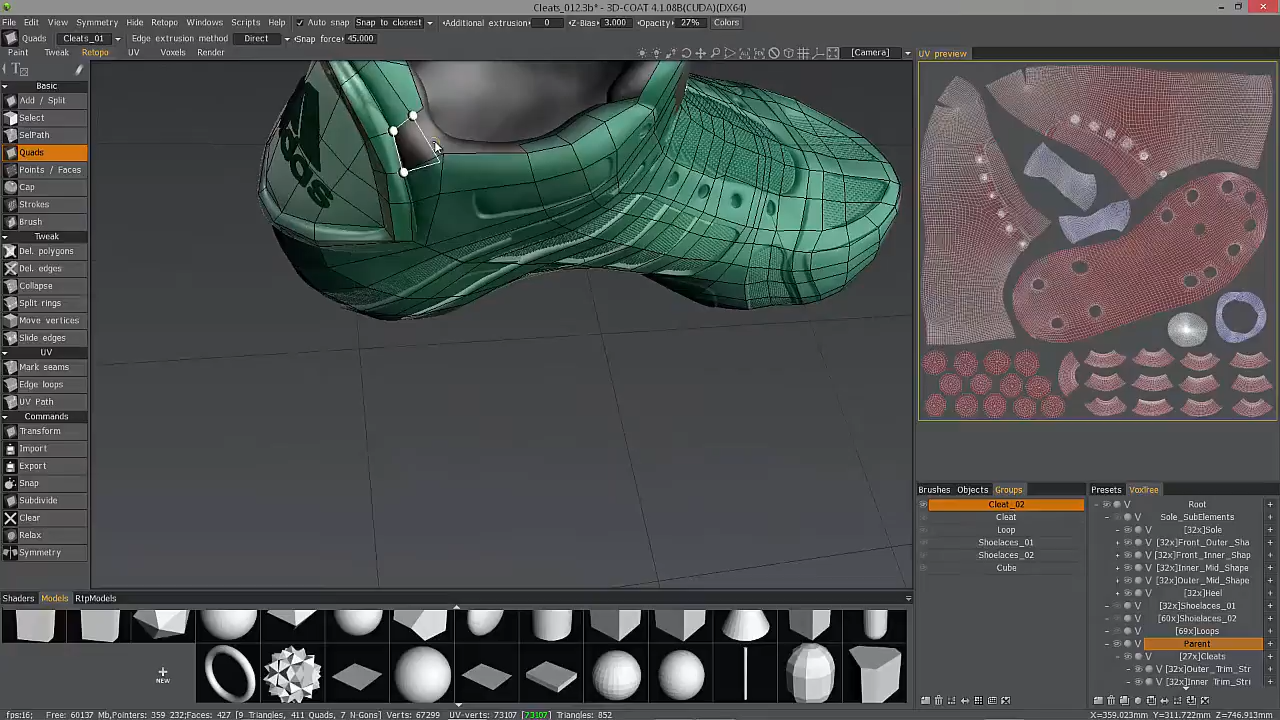 Cleats_012.3b* - 3D-COAT 4.1.08B(CUDA)(DX64)
File Edit View Windows Symmetry Hide Retopo Windows Scripts Help Auto snap Snap to closest Additional extrusion 0 Z-Bias 3.000 Opacity 27% Colors
Quads Cleats_01 Edge extrusion method Direct Snap force 45.000
Paint Tweak Retopo UV Voxels Render [Camera] UV preview
Basic
Add / Split
Select
SelPath
Quads
Points / Faces
Cap
Strokes
Brush
Tweak
Del. polygons
Del. edges
Collapse
Split rings
Move vertices
Slide edges
UV
Mark seams
Edge loops
UV Path
Commands
Transform
Import
Export
Snap
Subdivide
Clear
Relax
Symmetry
Brushes Objects Groups
Cleat_02
Cleat
Loop
Shoelaces_01
Shoelaces_02
Cube
Presets VoxTree
V Root +
V Sole_SubElements
V [32x]Sole +
V [32x]Front_Outer_Sha +
V [32x]Front_Inner_Shap +
V [32x]Inner_Mid_Shape +
V [32x]Outer_Mid_Shape +
V [32x]Heel +
V [32x]Shoelaces_01 +
V [60x]Shoelaces_02 +
V [69x]Loops +
V Parent +
V [27x]Cleats +
V [32x]Outer_Trim_Str +
V [32x]Inner_Trim_Stri +
Shaders Models RtpModels
NEW
fps:16; Free: 60137 Mb,Points: 359 232;Faces: 427 [9 Triangles, 411 Quads, 7 N-Gons] Verts: 67299 UV-verts: 73107 [73107] Triangles: 852 X=359.023mm Y=311.722mm Z=746.913mm